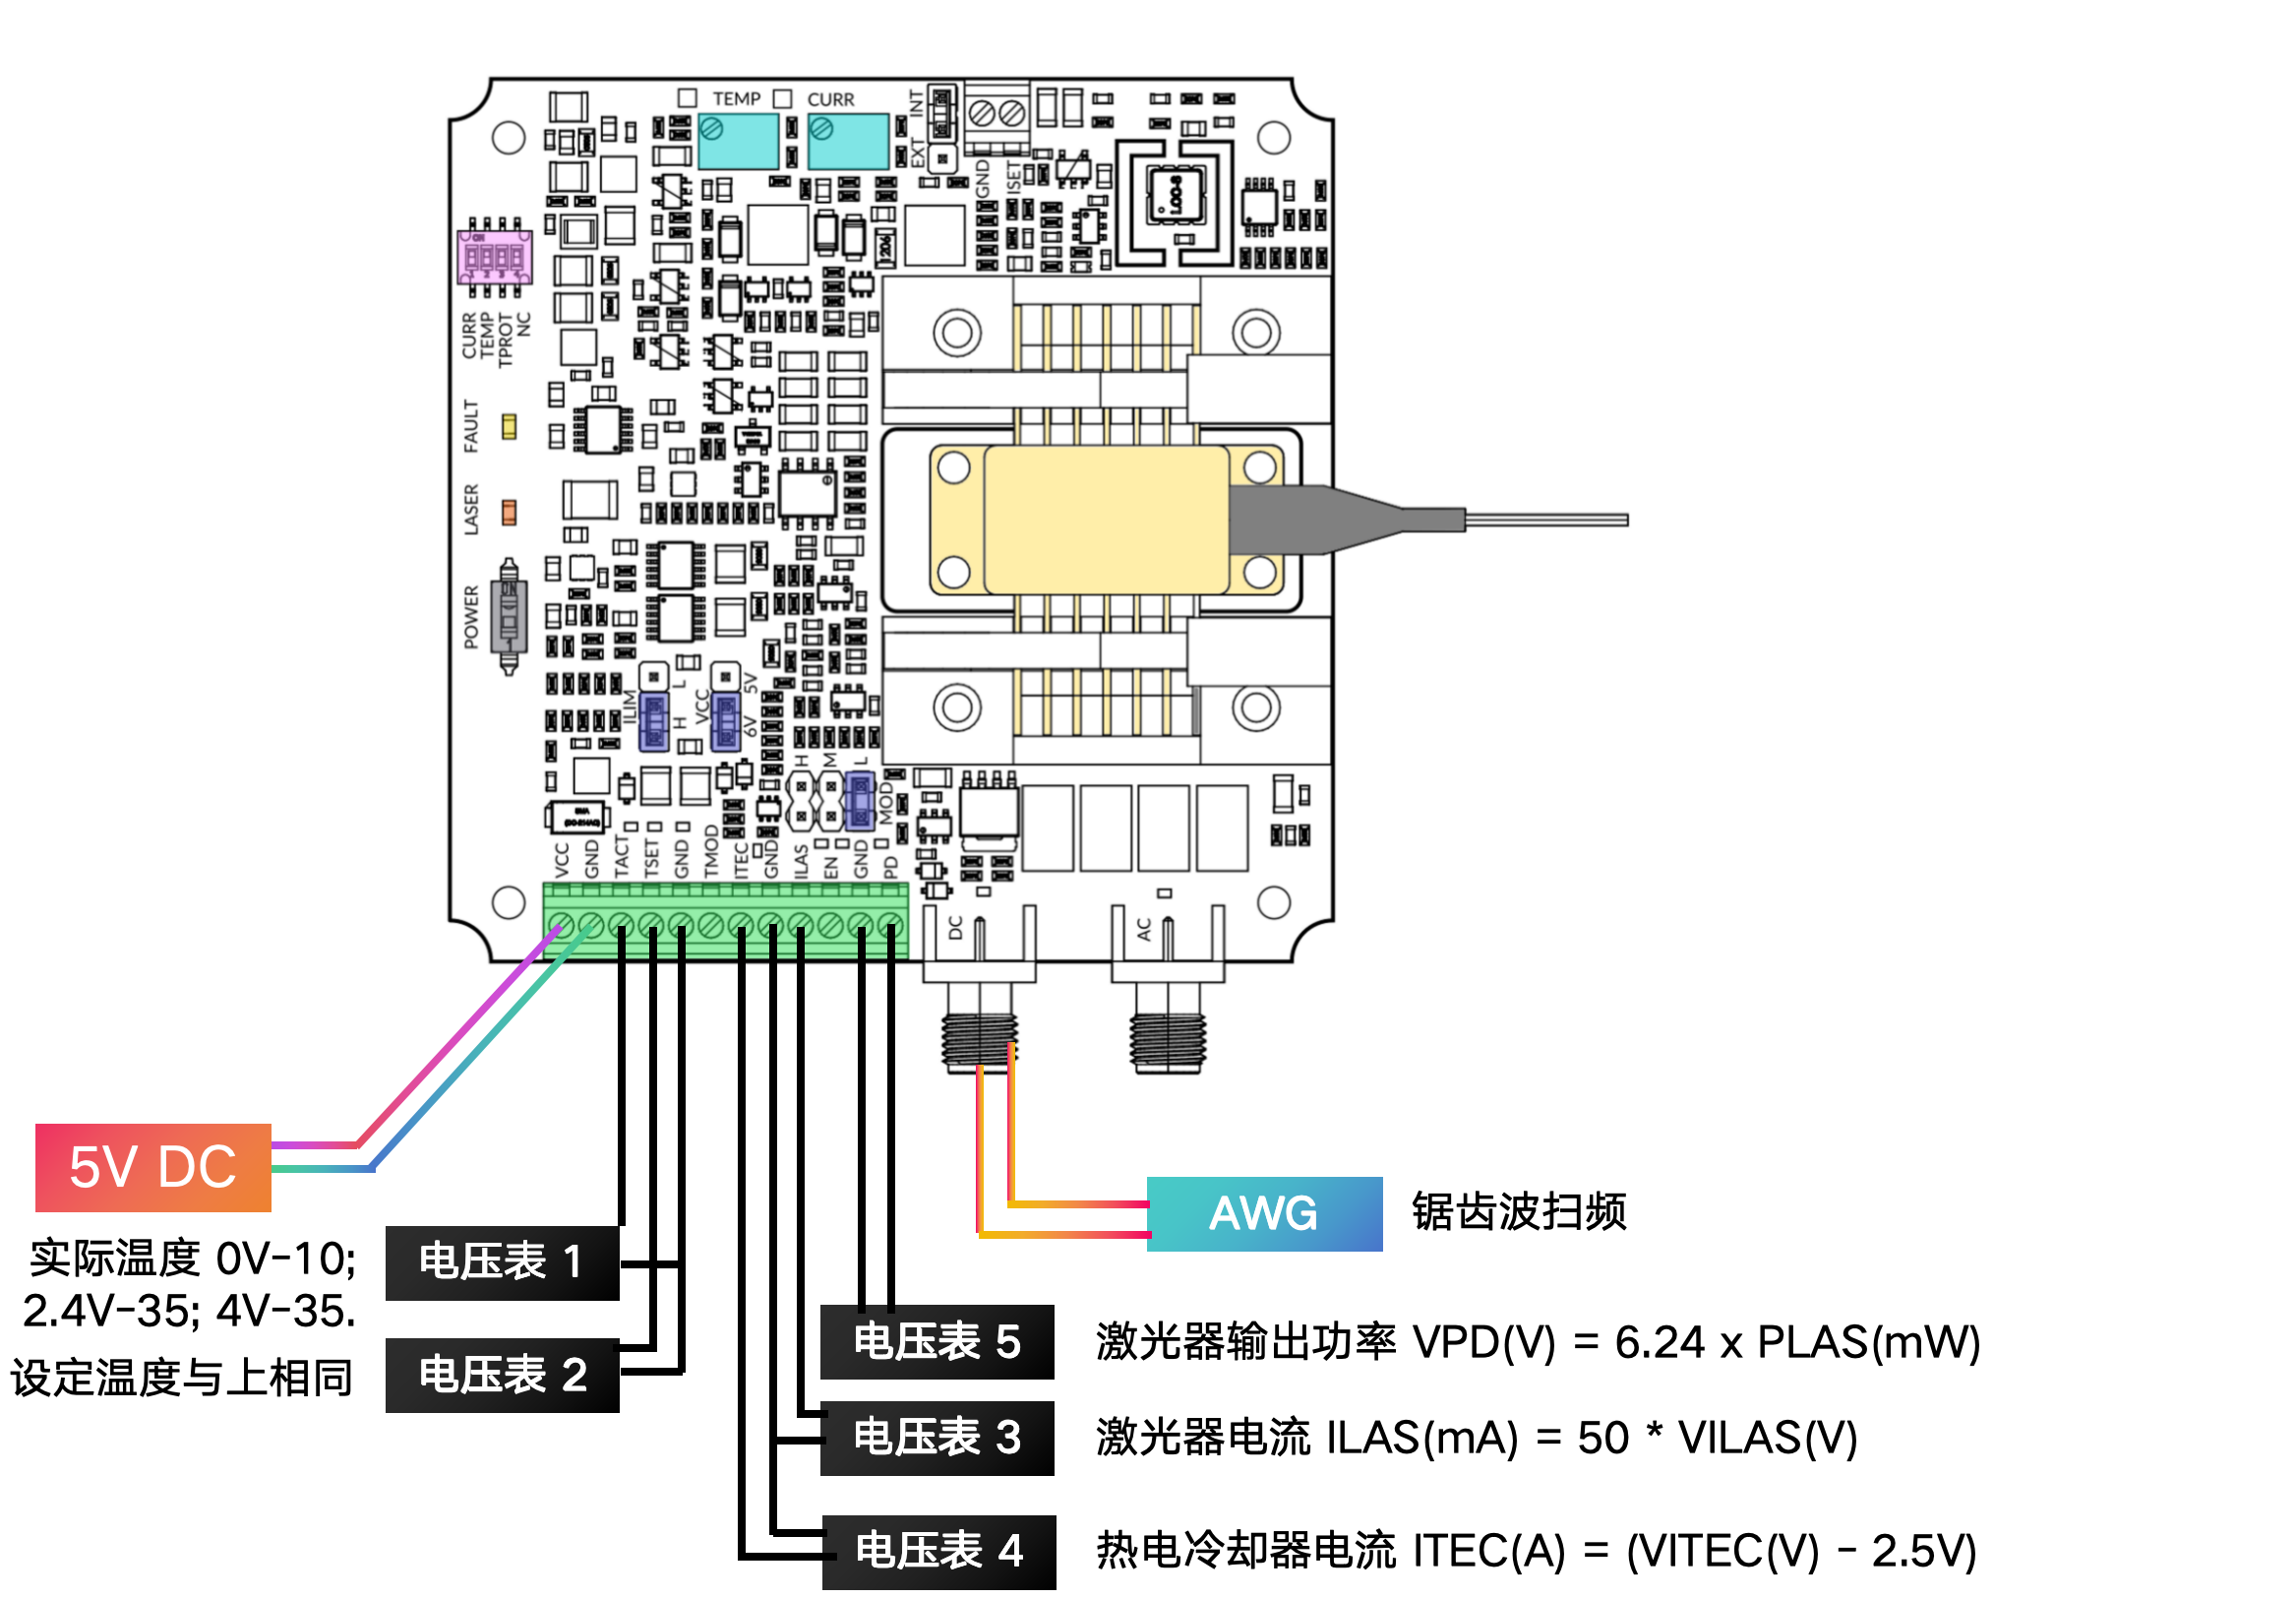 TEMP
CURR
INT
EXT
GND
ISET
LOC-S
1206
CURR
TEMP
TPROT
NC
FAULT
LASER
POWER
ILIM
L
H
VCC
5V
6V
H
M
L
MOD
VCC
GND
TACT
TSET
GND
TMOD
ITEC
GND
ILAS
EN
GND
PD
DC
AC
5V DC
AWG
锯齿波扫频
实际温度 0V-10;
2.4V-35; 4V-35.
设定温度与上相同
电压表 1
电压表 2
电压表 5
激光器输出功率 VPD(V) = 6.24 x PLAS(mW)
电压表 3
激光器电流 ILAS(mA) = 50 * VILAS(V)
电压表 4
热电冷却器电流 ITEC(A) = (VITEC(V) - 2.5V)